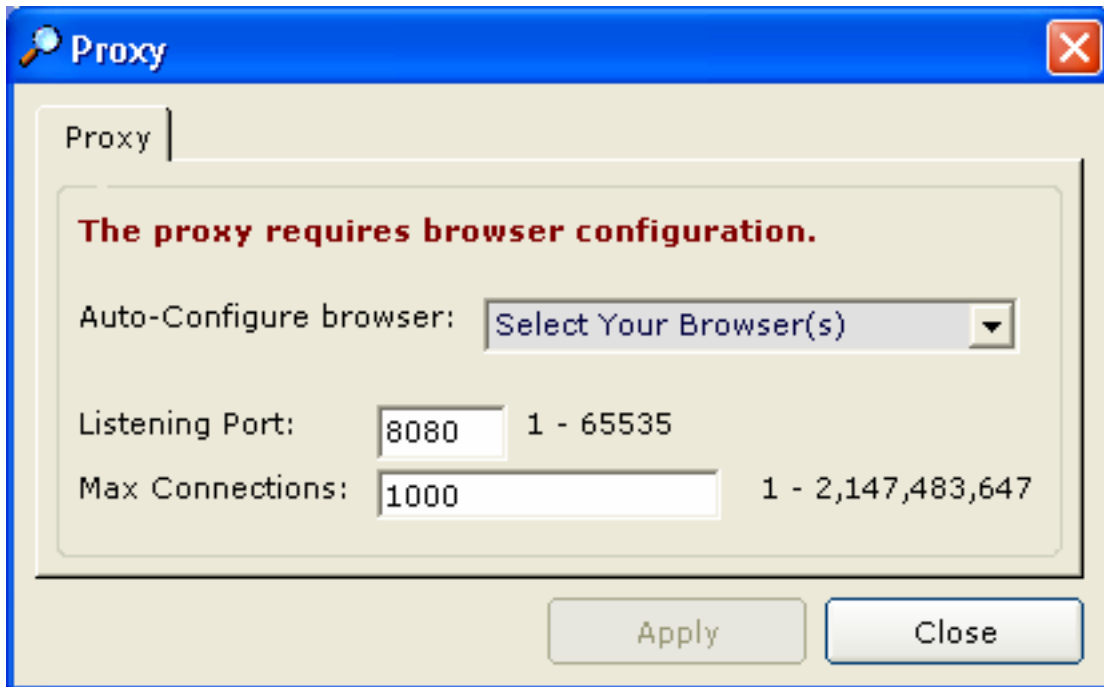 Proxy
Proxy
The proxy requires browser configuration.
Auto-Configure browser: Select Your Browser(s)
Listening Port: 8080 1 - 65535
Max Connections: 1000 1 - 2,147,483,647
Apply Close